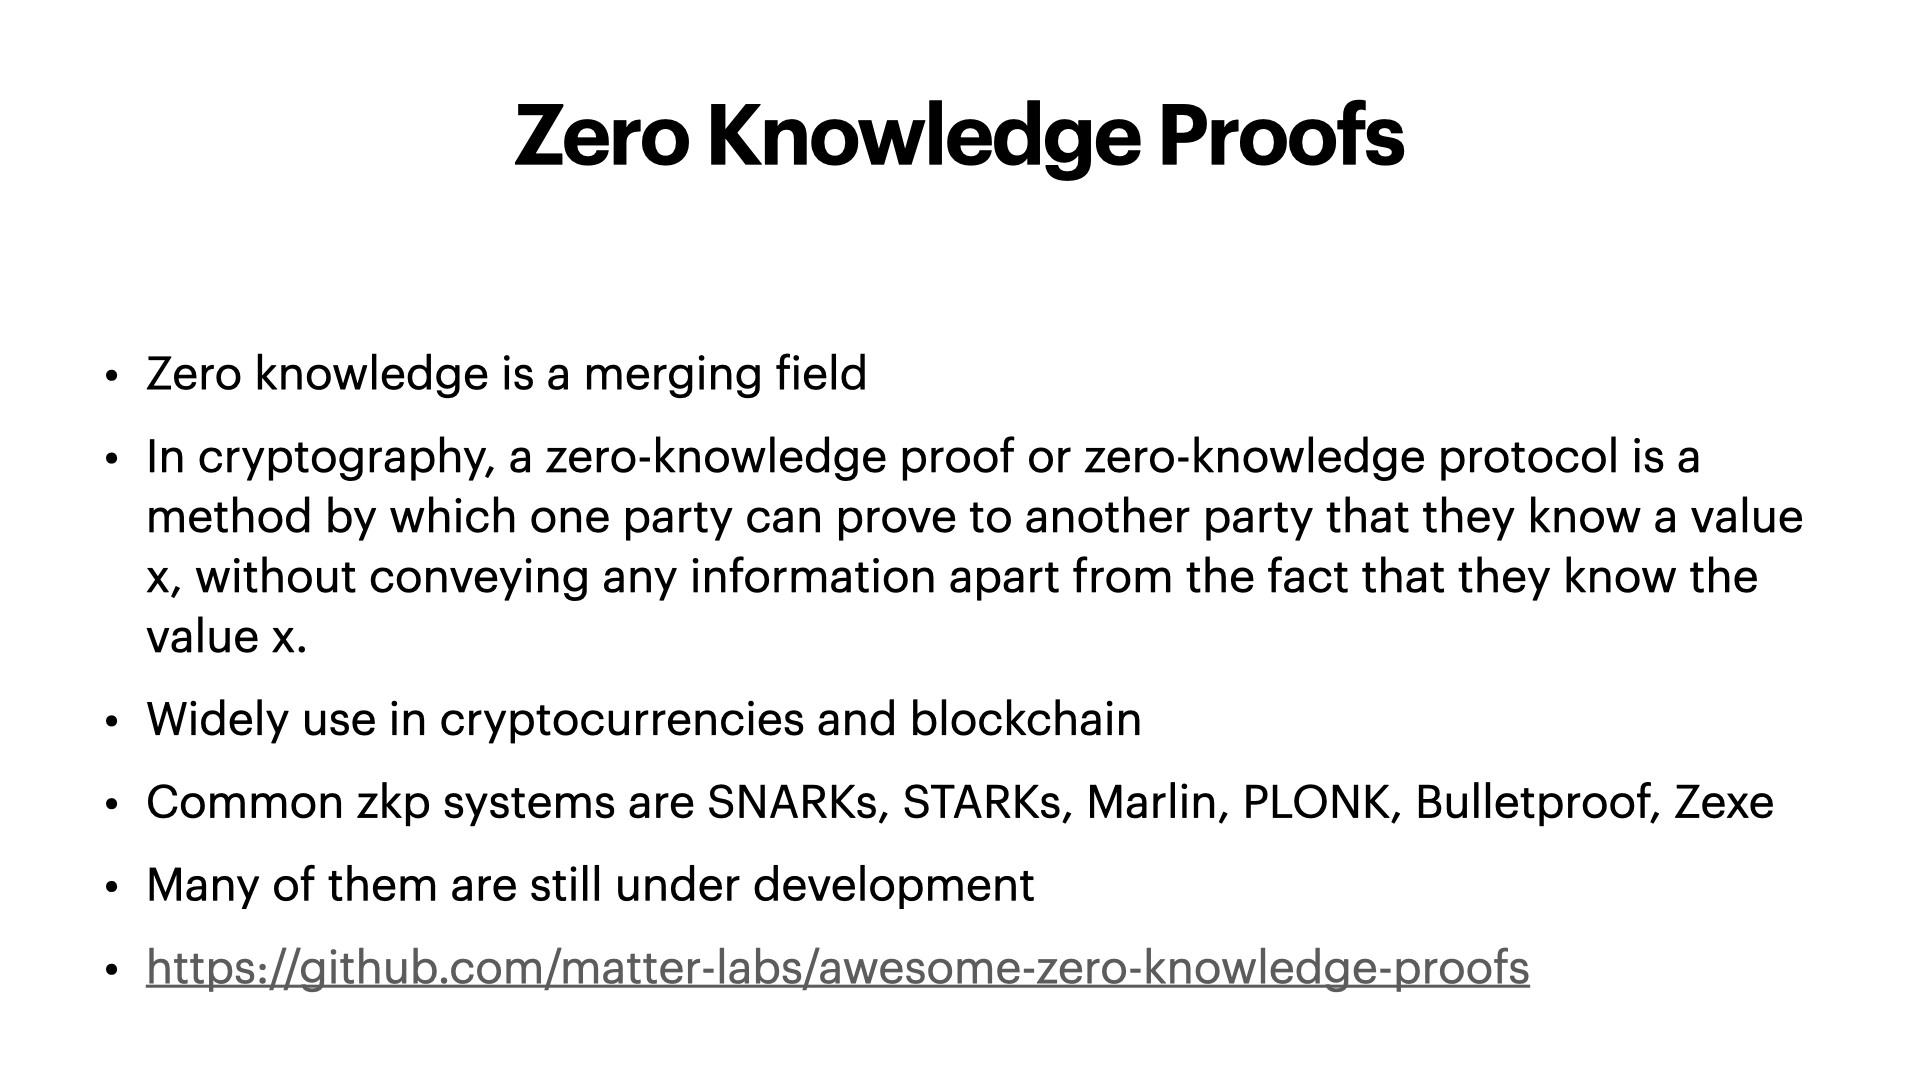 Zero Knowledge Proofs
• Zero knowledge is a merging field
• In cryptography, a zero-knowledge proof or zero-knowledge protocol is a
method by which one party can prove to another party that they know a value
x, without conveying any information apart from the fact that they know the
value x.
• Widely use in cryptocurrencies and blockchain
• Common zkp systems are SNARKs, STARKs, Marlin, PLONK, Bulletproof, Zexe
• Many of them are still under development
• https://github.com/matter-labs/awesome-zero-knowledge-proofs